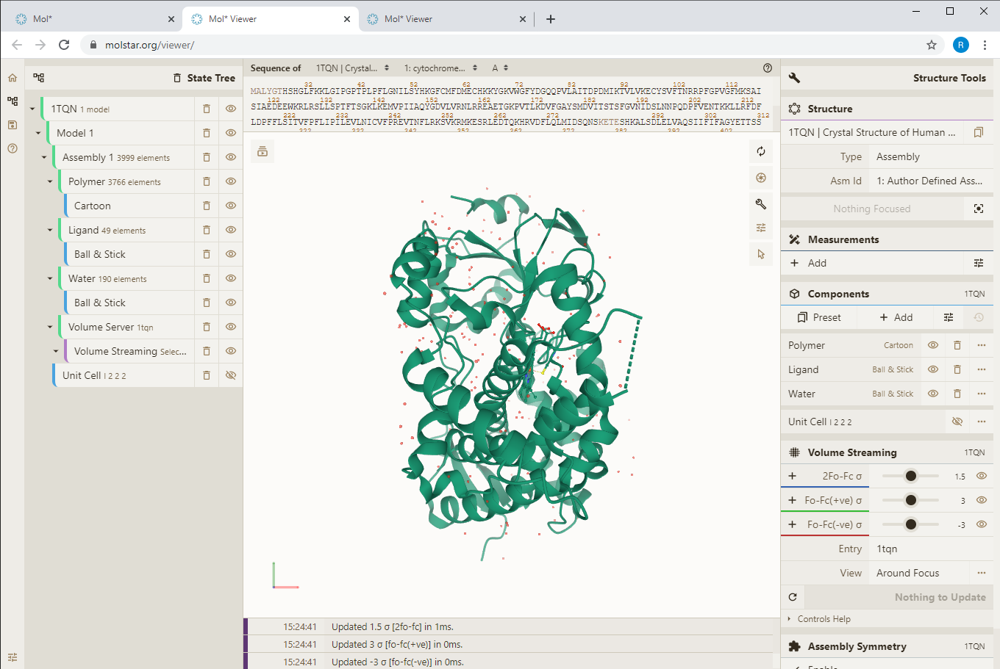 Mol*
Mol* Viewer
Mol* Viewer
molstar.org/viewer/
R
State Tree
1TQN 1 model
Model 1
Assembly 1 3999 elements
Polymer 3766 elements
Cartoon
Ligand 49 elements
Ball & Stick
Water 190 elements
Ball & Stick
Volume Server 1tqn
Volume Streaming Selec...
Unit Cell I 2 2 2
Sequence of 1TQN | Crystal... 1: cytochrome... A
32 42 52 62 72 82 92 102 112
MALYGTHSHGLFKKLGIPGPTPLPFLGNILSYHKGFCMFDMECHKKYGKVWGFYDGQQPVLAITDPDMIKTVLVKECYSVFTNRRPFGPVGFMKSAI
122 132 142 152 162 172 182 192 202 212
SIAEDEEWKRLRSLLSPTFTSGKLKEMVPIIAQYGDVLVRNLRREAETGKPVTLKDVFGAYSMDVITSTSFGVNIDSLNNPQDPFVENTKKLLRFDF
222 232 242 252 262 272 282 292 302 312
LDPFFLSITVFPFLIPILEVLNICVFPREVTNFLRKSVKRMKESRLEDTQKHRVDFLQLMIDSQNSKETESHKALSDLELVAQSIIFIFAGYETTSS
15:24:41 Updated 1.5 σ [2fo-fc] in 1ms.
15:24:41 Updated 3 σ [fo-fc(+ve)] in 0ms.
15:24:41 Updated -3 σ [fo-fc(-ve)] in 0ms.
Structure Tools
Structure
1TQN | Crystal Structure of Human ...
Type Assembly
Asm Id 1: Author Defined Ass...
Nothing Focused
Measurements
+ Add
Components 1TQN
Preset + Add
Polymer Cartoon
Ligand Ball & Stick
Water Ball & Stick
Unit Cell I 2 2 2
Volume Streaming 1TQN
+ 2Fo-Fc σ 1.5
+ Fo-Fc(+ve) σ 3
+ Fo-Fc(-ve) σ -3
Entry 1tqn
View Around Focus
Nothing to Update
Controls Help
Assembly Symmetry 1TQN
Enable